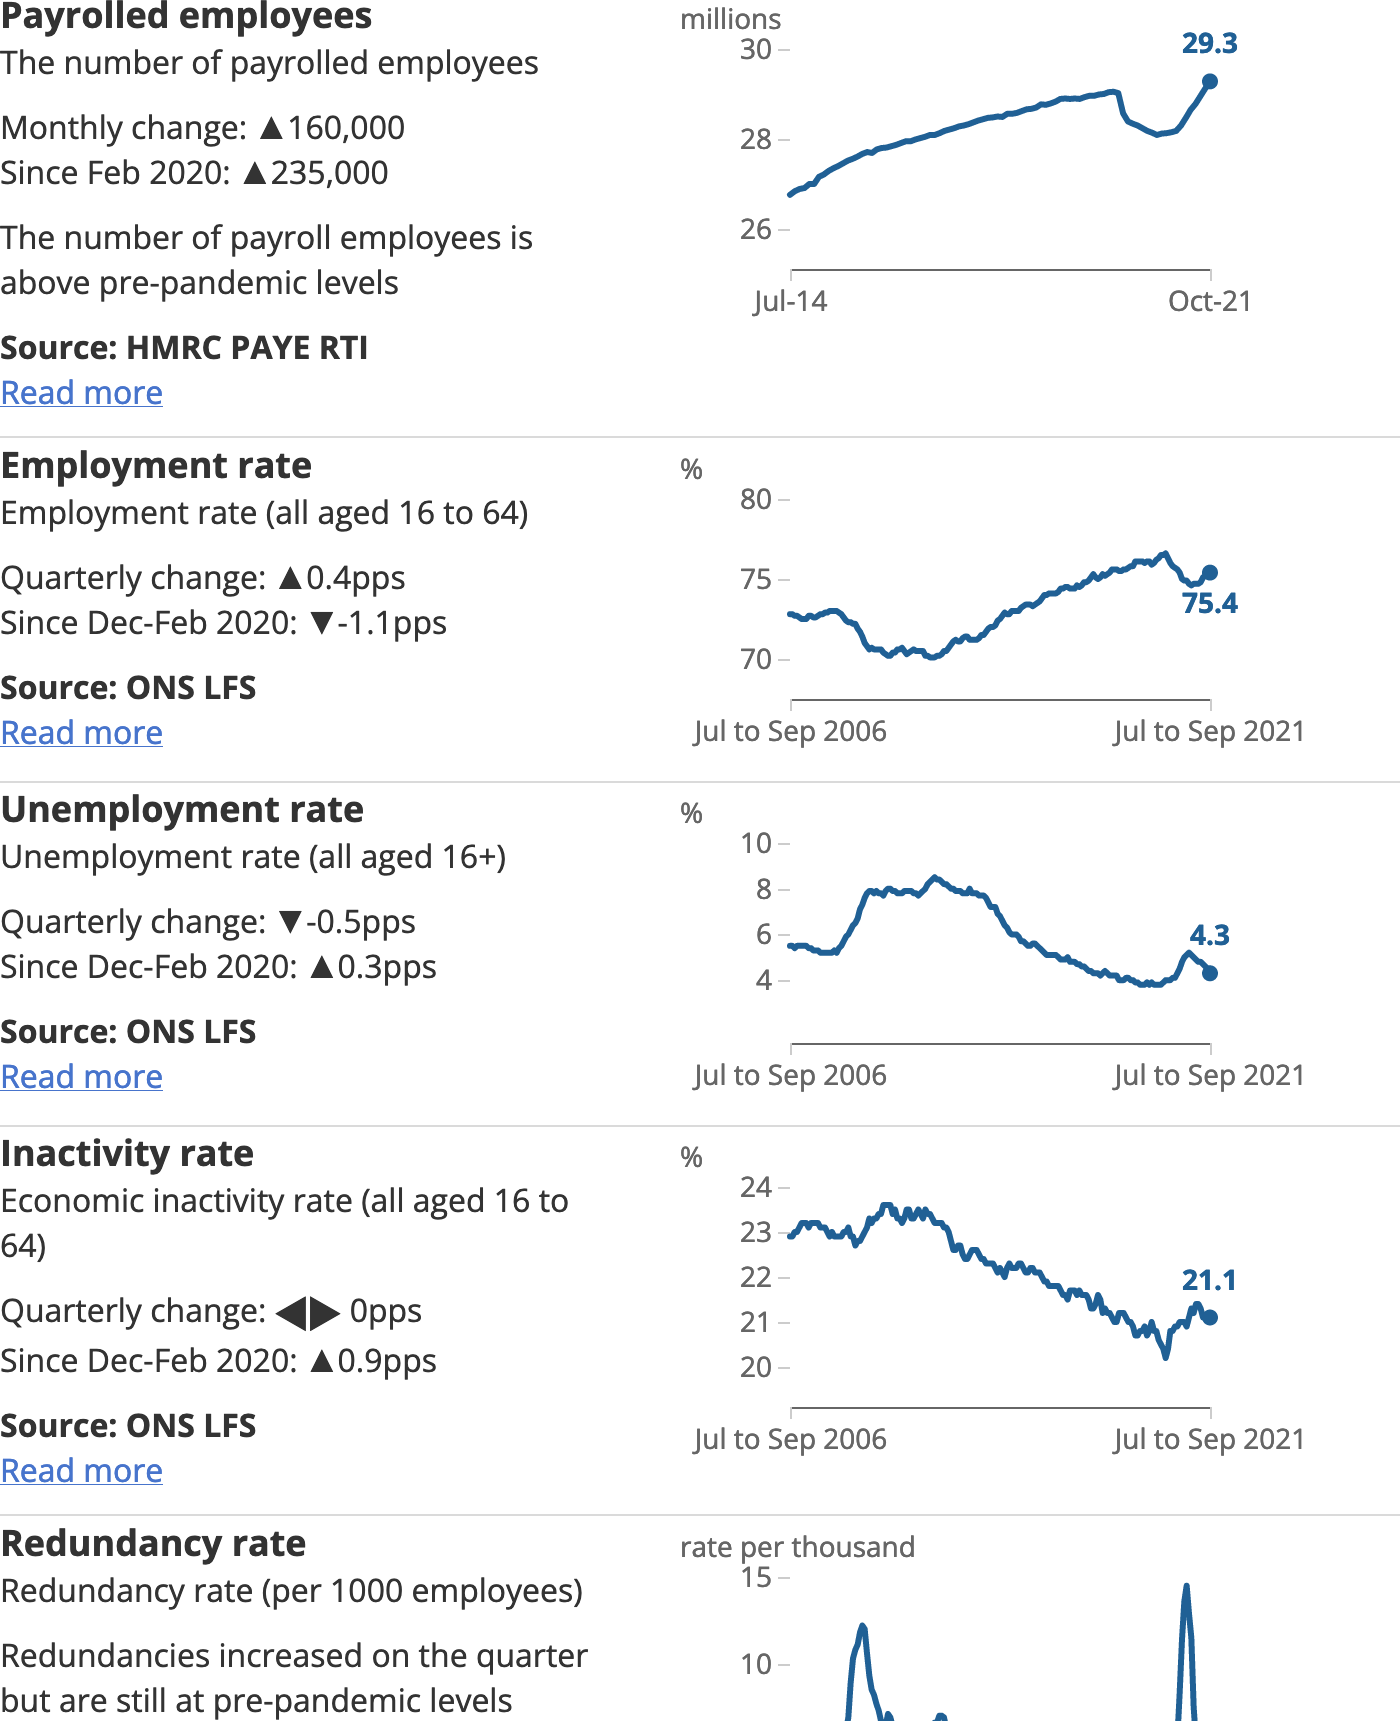 Payrolled employees
The number of payrolled employees
Monthly change: ▲160,000
Since Feb 2020: ▲235,000
The number of payroll employees is
above pre-pandemic levels
Source: HMRC PAYE RTI
Read more
millions
30
28
26
29.3
Jul-14
Oct-21
Employment rate
Employment rate (all aged 16 to 64)
Quarterly change: ▲0.4pps
Since Dec-Feb 2020: ▼-1.1pps
Source: ONS LFS
Read more
%
80
75
70
75.4
Jul to Sep 2006
Jul to Sep 2021
Unemployment rate
Unemployment rate (all aged 16+)
Quarterly change: ▼-0.5pps
Since Dec-Feb 2020: ▲0.3pps
Source: ONS LFS
Read more
%
10
8
6
4
4.3
Jul to Sep 2006
Jul to Sep 2021
Inactivity rate
Economic inactivity rate (all aged 16 to
64)
Quarterly change: ◀▶ 0pps
Since Dec-Feb 2020: ▲0.9pps
Source: ONS LFS
Read more
%
24
23
22
21
20
21.1
Jul to Sep 2006
Jul to Sep 2021
Redundancy rate
Redundancy rate (per 1000 employees)
Redundancies increased on the quarter
but are still at pre-pandemic levels
rate per thousand
15
10